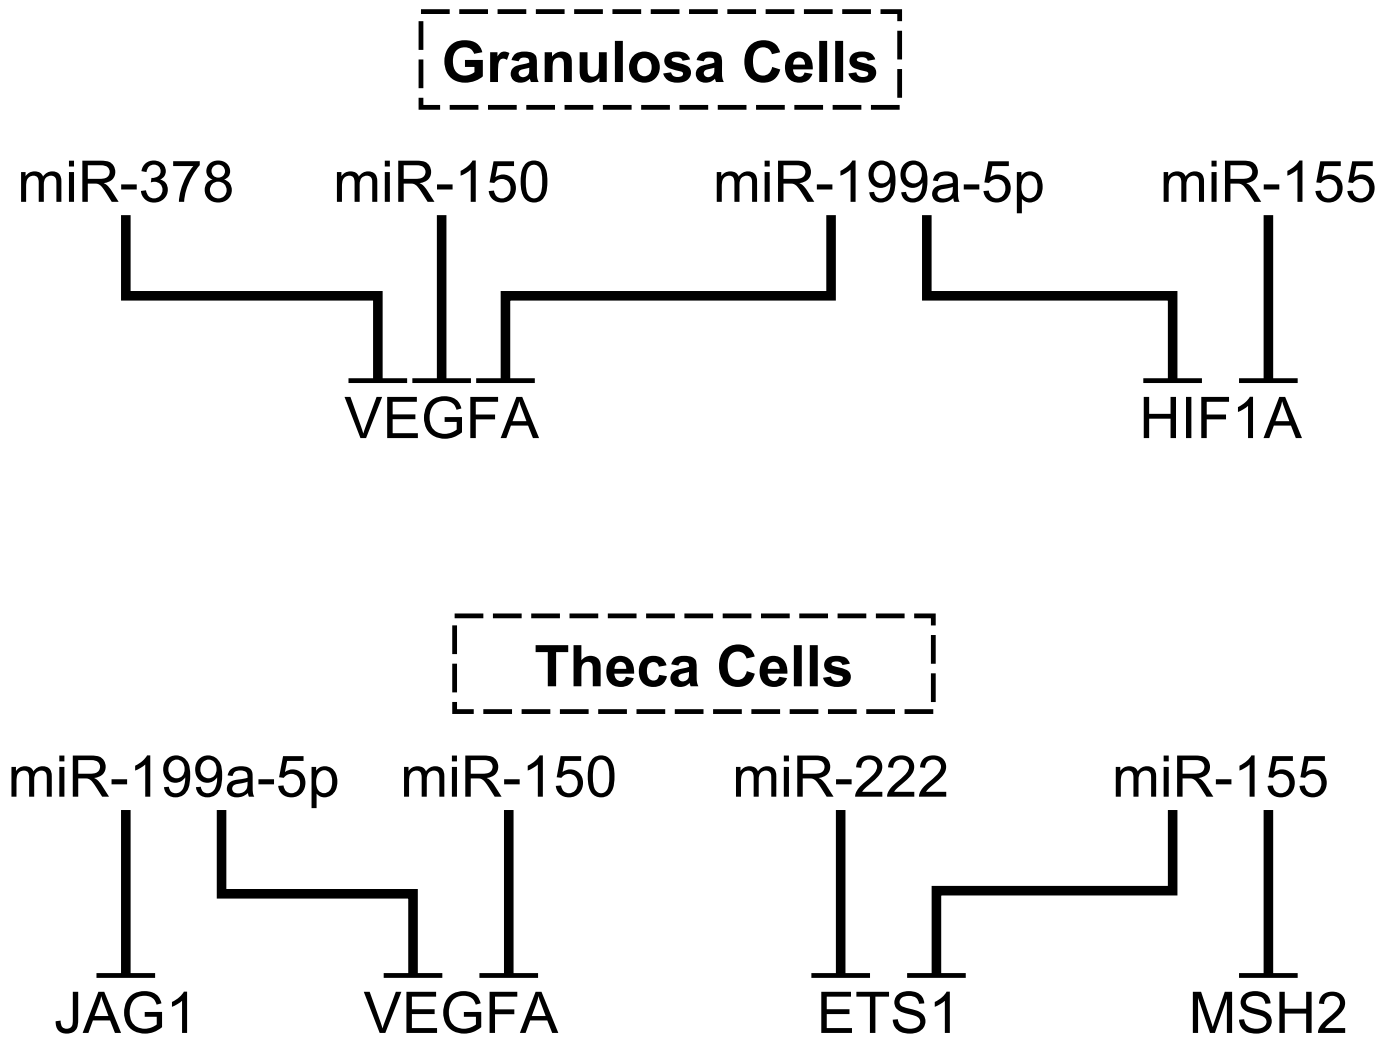 Granulosa Cells
miR-378 miR-150 miR-199a-5p miR-155
VEGFA HIF1A
Theca Cells
miR-199a-5p miR-150 miR-222 miR-155
JAG1 VEGFA ETS1 MSH2